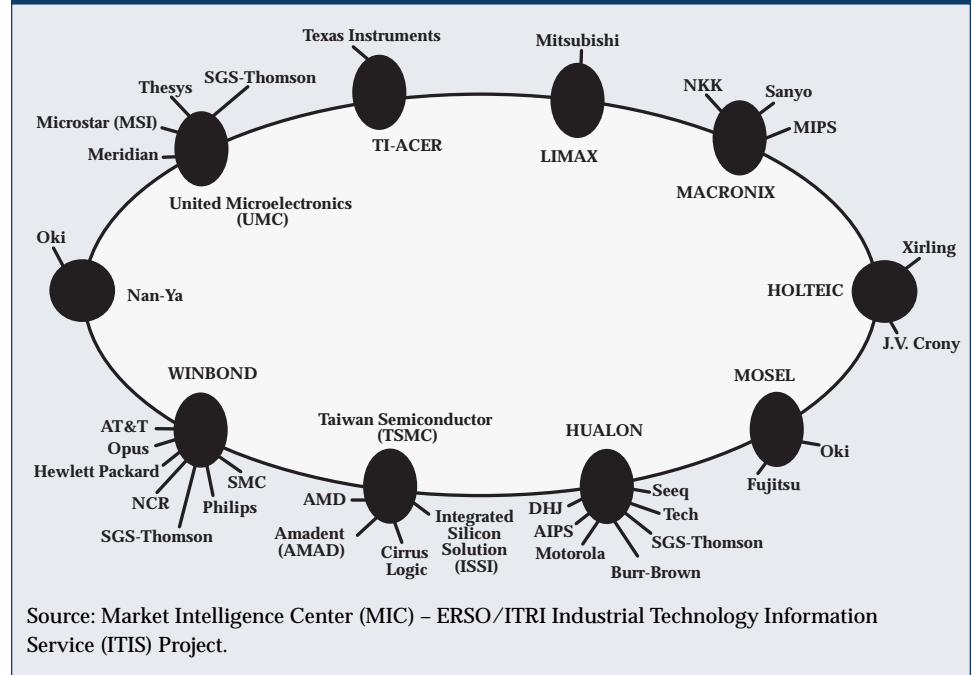 Texas Instruments
Mitsubishi
SGS-Thomson
Thesys
NKK
Sanyo
Microstar (MSI)
MIPS
Meridian
TI-ACER
LIMAX
MACRONIX
United Microelectronics
(UMC)
Oki
Xirling
Nan-Ya
HOLTEIC
J.V. Crony
WINBOND
MOSEL
Taiwan Semiconductor
(TSMC)
HUALON
AT&T
Opus
Hewlett Packard
NCR
SGS-Thomson
Philips
SMC
AMD
Amadent
(AMAD)
Cirrus
Logic
Integrated
Silicon
Solution
(ISSI)
DHJ
AIPS
Motorola
Seeq
Tech
SGS-Thomson
Burr-Brown
Fujitsu
Oki
Source: Market Intelligence Center (MIC) – ERSO/ITRI Industrial Technology Information
Service (ITIS) Project.